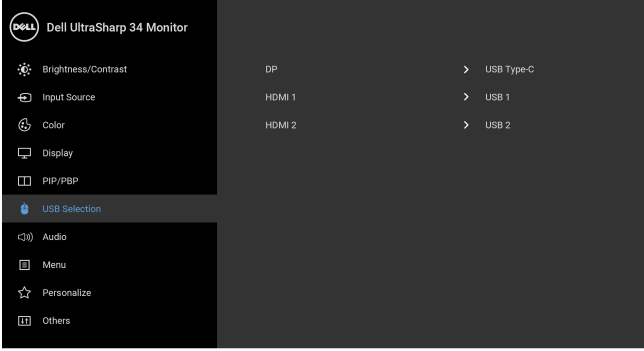 DELL Dell UltraSharp 34 Monitor
Brightness/Contrast DP USB Type-C
Input Source HDMI 1 USB 1
Color HDMI 2 USB 2
Display
PIP/PBP
USB Selection
Audio
Menu
Personalize
Others